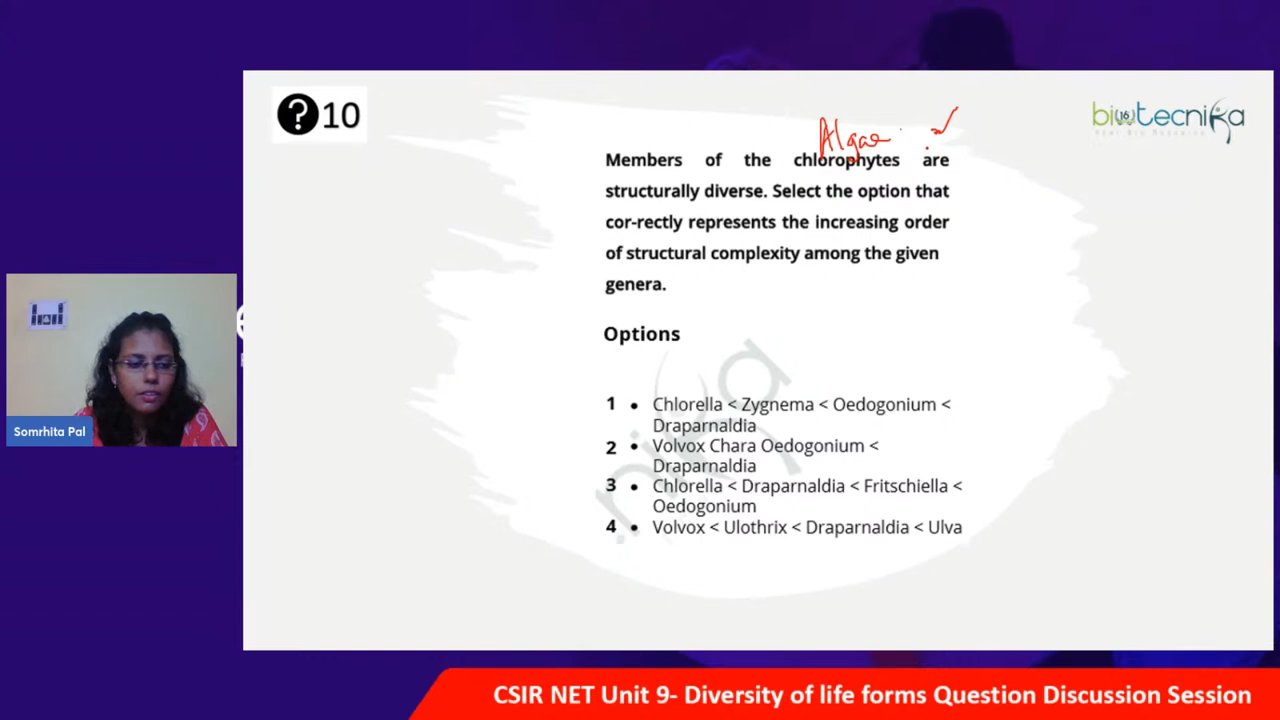 ?10
biotecnika
Algae
Members of the chlorophytes are
structurally diverse. Select the option that
cor-rectly represents the increasing order
of structural complexity among the given
genera.
Options
1 • Chlorella < Zygnema < Oedogonium <
Draparnaldia
2 • Volvox Chara Oedogonium <
Draparnaldia
3 • Chlorella < Draparnaldia < Fritschiella <
Oedogonium
4 • Volvox < Ulothrix < Draparnaldia < Ulva
nika
Somrhita Pal
CSIR NET Unit 9- Diversity of life forms Question Discussion Session